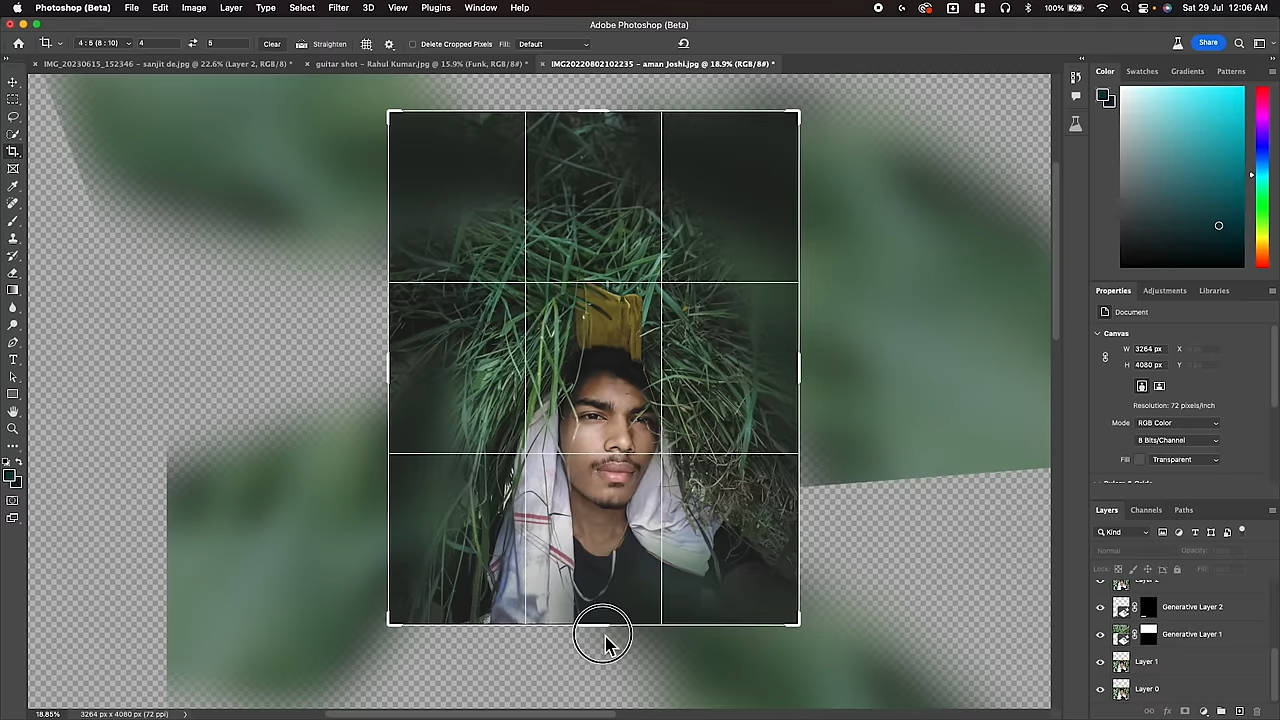 Photoshop (Beta) File Edit Image Layer Type Select Filter 3D View Plugins Window Help 100% Sat 29 Jul 12:06 AM
Adobe Photoshop (Beta)
4 : 5 (8 : 10) 4 5 Clear Straighten Delete Cropped Pixels Fill: Default Share
IMG_20230615_152346 - sanjit de.jpg @ 22.6% (Layer 2, RGB/8) * guitar shot - Rahul Kumar.jpg @ 15.9% (Funk, RGB/8#) * IMG20220802102235 - aman Joshi.jpg @ 18.9% (RGB/8#) *
Color Swatches Gradients Patterns
Properties Adjustments Libraries
Document
Canvas
W 3264 px X
H 4080 px Y
Resolution: 72 pixels/inch
Mode RGB Color
8 Bits/Channel
Fill Transparent
Layers Channels Paths
Kind
Normal Opacity:
Lock: Fill:
Generative Layer 2
Generative Layer 1
Layer 1
Layer 0
18.85% 3264 px x 4080 px (72 ppi)